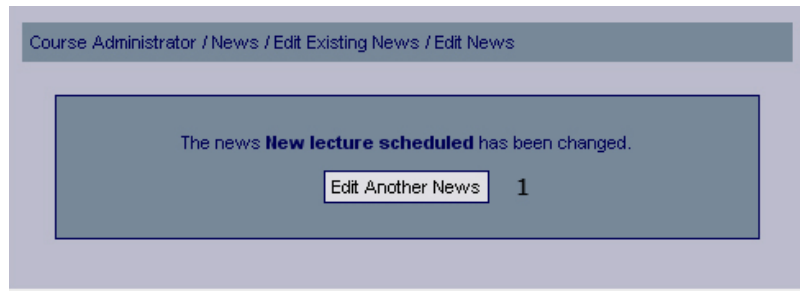 Course Administrator / News / Edit Existing News / Edit News
The news New lecture scheduled has been changed.
Edit Another News 1